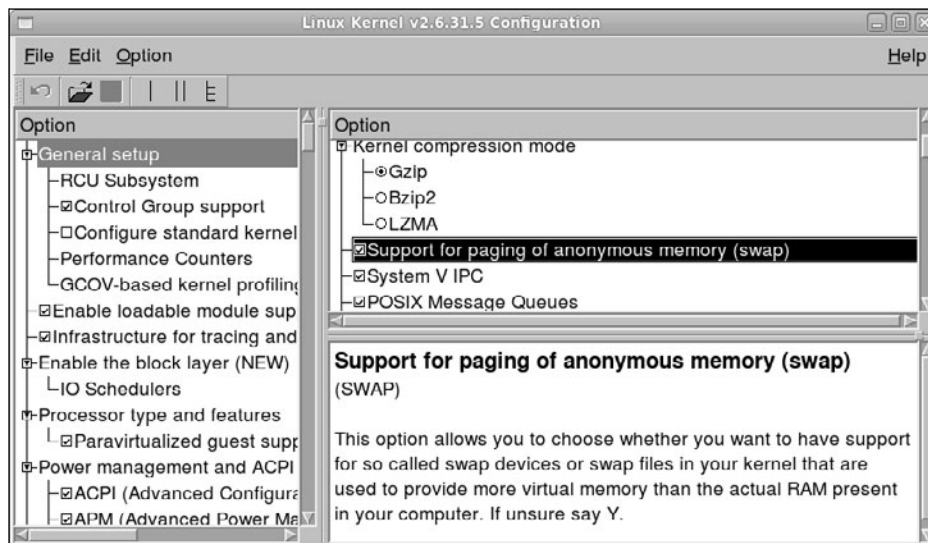 Linux Kernel v2.6.31.5 Configuration
File Edit Option Help
Option
General setup
RCU Subsystem
Control Group support
Configure standard kernel
Performance Counters
GCOV-based kernel profiling
Enable loadable module sup
Infrastructure for tracing and
Enable the block layer (NEW)
IO Schedulers
Processor type and features
Paravirtualized guest supp
Power management and ACPI
ACPI (Advanced Configura
APM (Advanced Power Ma
Option
Kernel compression mode
Gzip
Bzip2
LZMA
Support for paging of anonymous memory (swap)
System V IPC
POSIX Message Queues
Support for paging of anonymous memory (swap)
(SWAP)
This option allows you to choose whether you want to have support
for so called swap devices or swap files in your kernel that are
used to provide more virtual memory than the actual RAM present
in your computer. If unsure say Y.